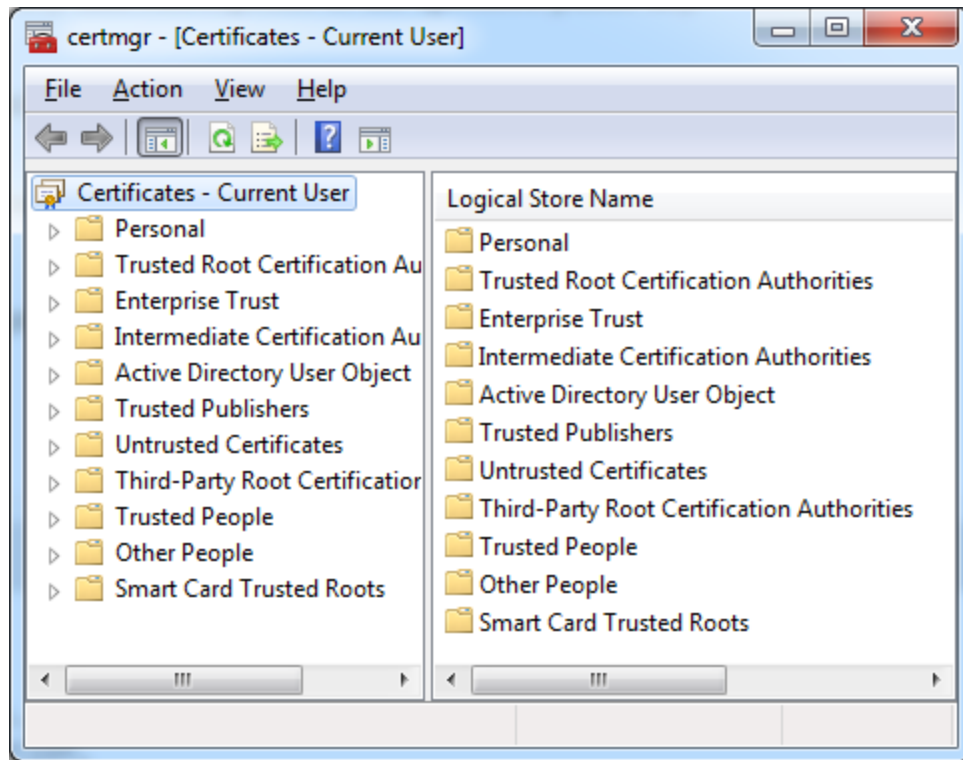 certmgr - [Certificates - Current User]
File Action View Help
Certificates - Current User
Personal
Trusted Root Certification Au
Enterprise Trust
Intermediate Certification Au
Active Directory User Object
Trusted Publishers
Untrusted Certificates
Third-Party Root Certification
Trusted People
Other People
Smart Card Trusted Roots
Logical Store Name
Personal
Trusted Root Certification Authorities
Enterprise Trust
Intermediate Certification Authorities
Active Directory User Object
Trusted Publishers
Untrusted Certificates
Third-Party Root Certification Authorities
Trusted People
Other People
Smart Card Trusted Roots